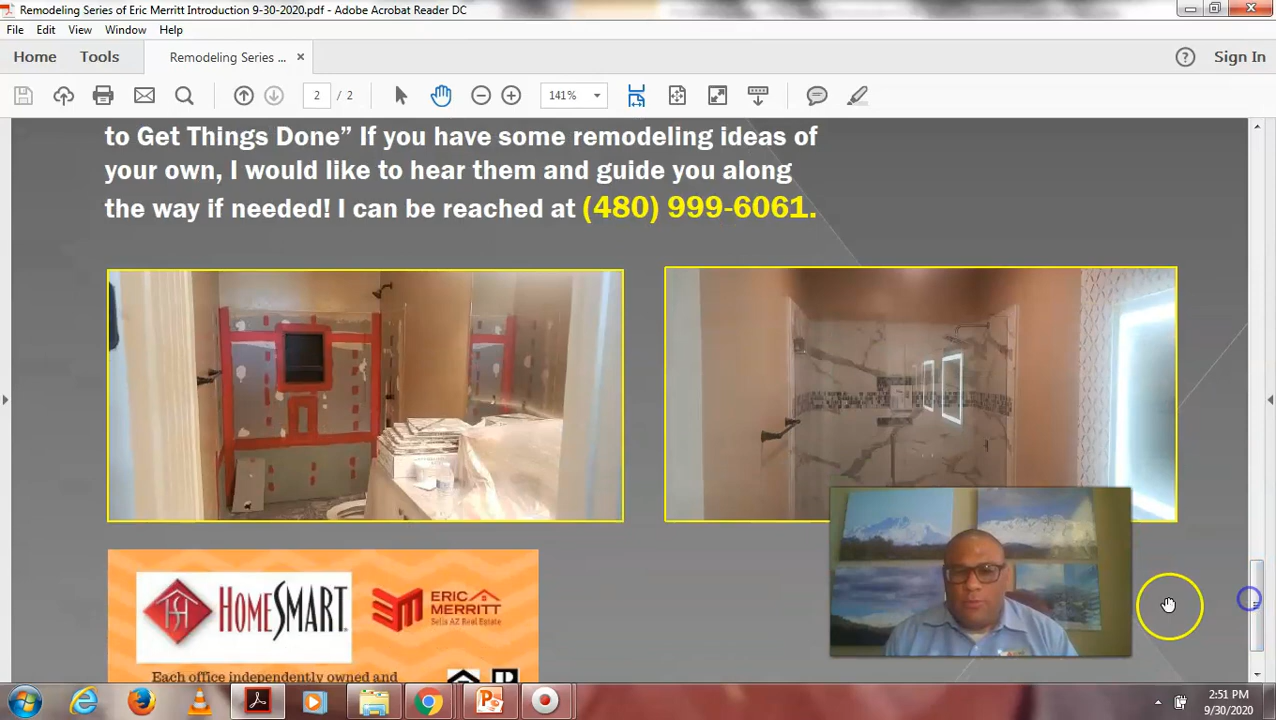 Remodeling Series of Eric Merritt Introduction 9-30-2020.pdf - Adobe Acrobat Reader DC
File Edit View Window Help
Home Tools Remodeling Series ... × ? Sign In
2 / 2 141%
to Get Things Done” If you have some remodeling ideas of
your own, I would like to hear them and guide you along
the way if needed! I can be reached at (480) 999-6061.
HOMESMART
ERIC
MERRITT
Sells AZ Real Estate
Each office independently owned and
2:51 PM
9/30/2020